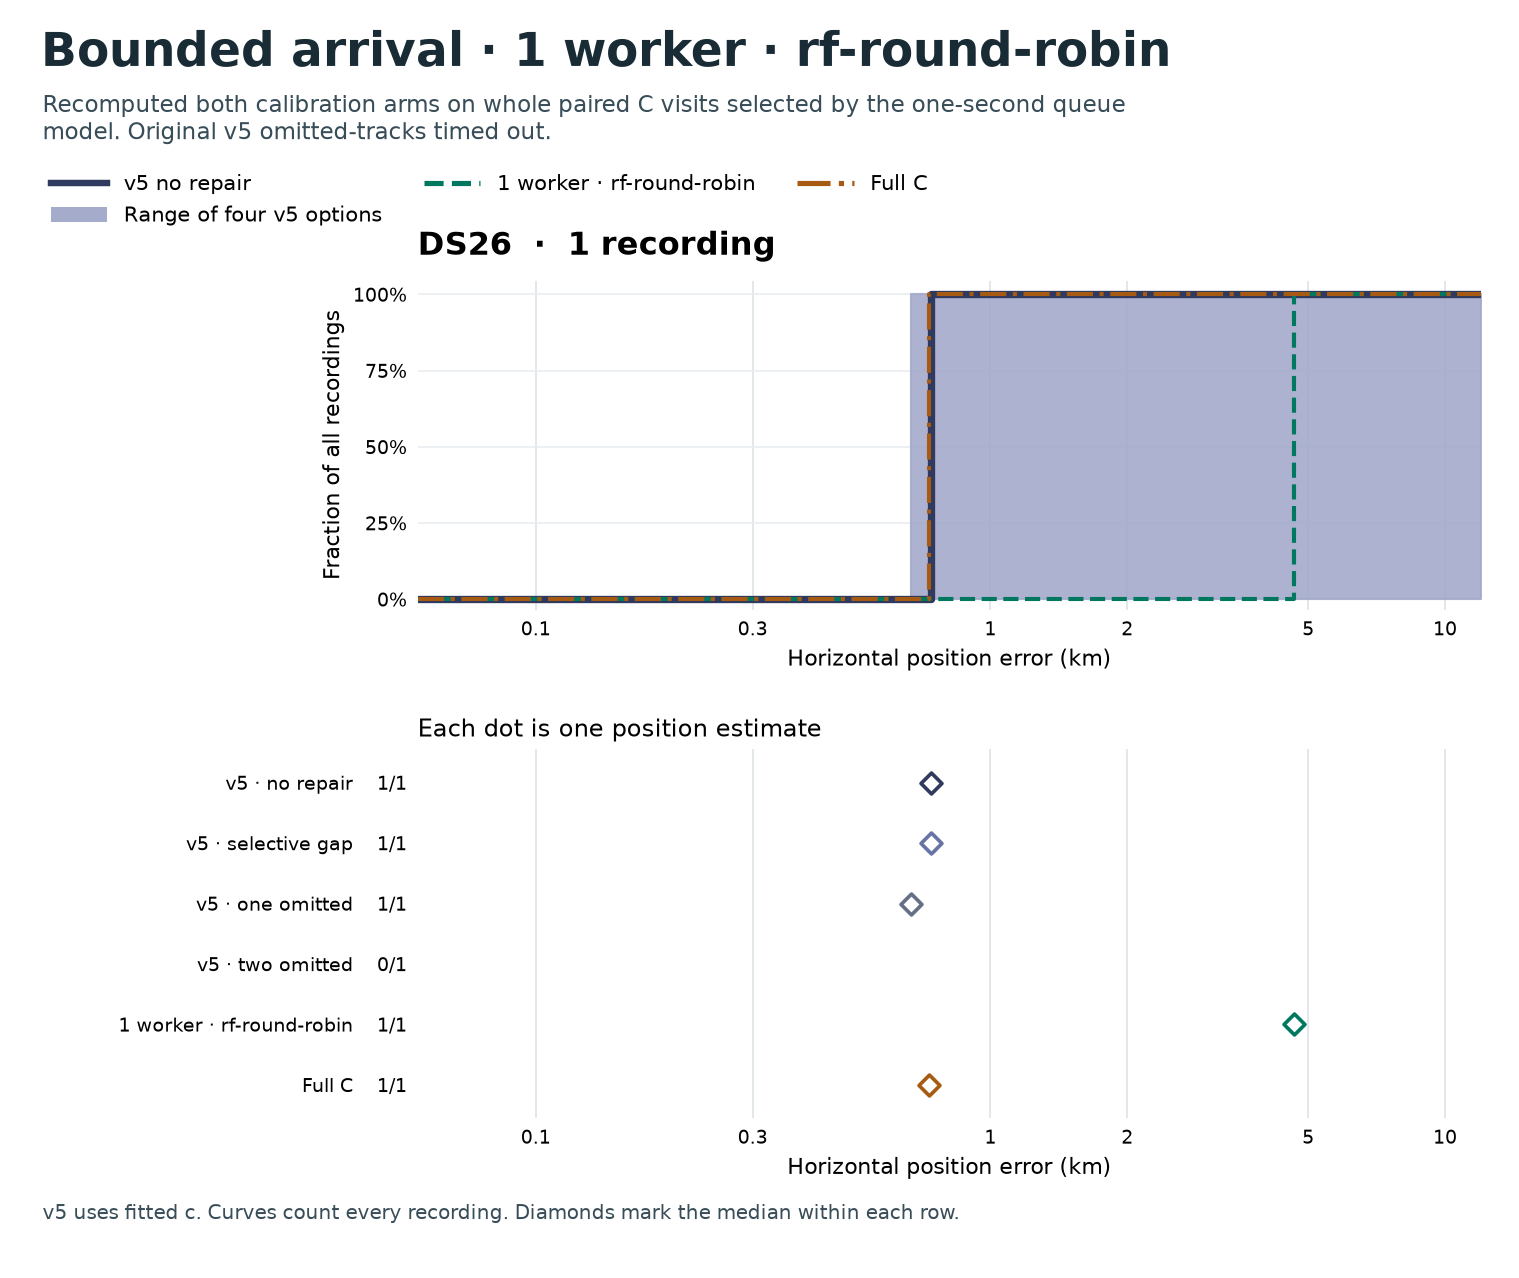 Bounded arrival · 1 worker · rf-round-robin
Recomputed both calibration arms on whole paired C visits selected by the one-second queue
model. Original v5 omitted-tracks timed out.
v5 no repair
1 worker · rf-round-robin
Full C
Range of four v5 options
DS26 · 1 recording
Fraction of all recordings
100%
75%
50%
25%
0%
0.1 0.3 1 2 5 10
Horizontal position error (km)
Each dot is one position estimate
v5 · no repair 1/1
v5 · selective gap 1/1
v5 · one omitted 1/1
v5 · two omitted 0/1
1 worker · rf-round-robin 1/1
Full C 1/1
0.1 0.3 1 2 5 10
Horizontal position error (km)
v5 uses fitted c. Curves count every recording. Diamonds mark the median within each row.